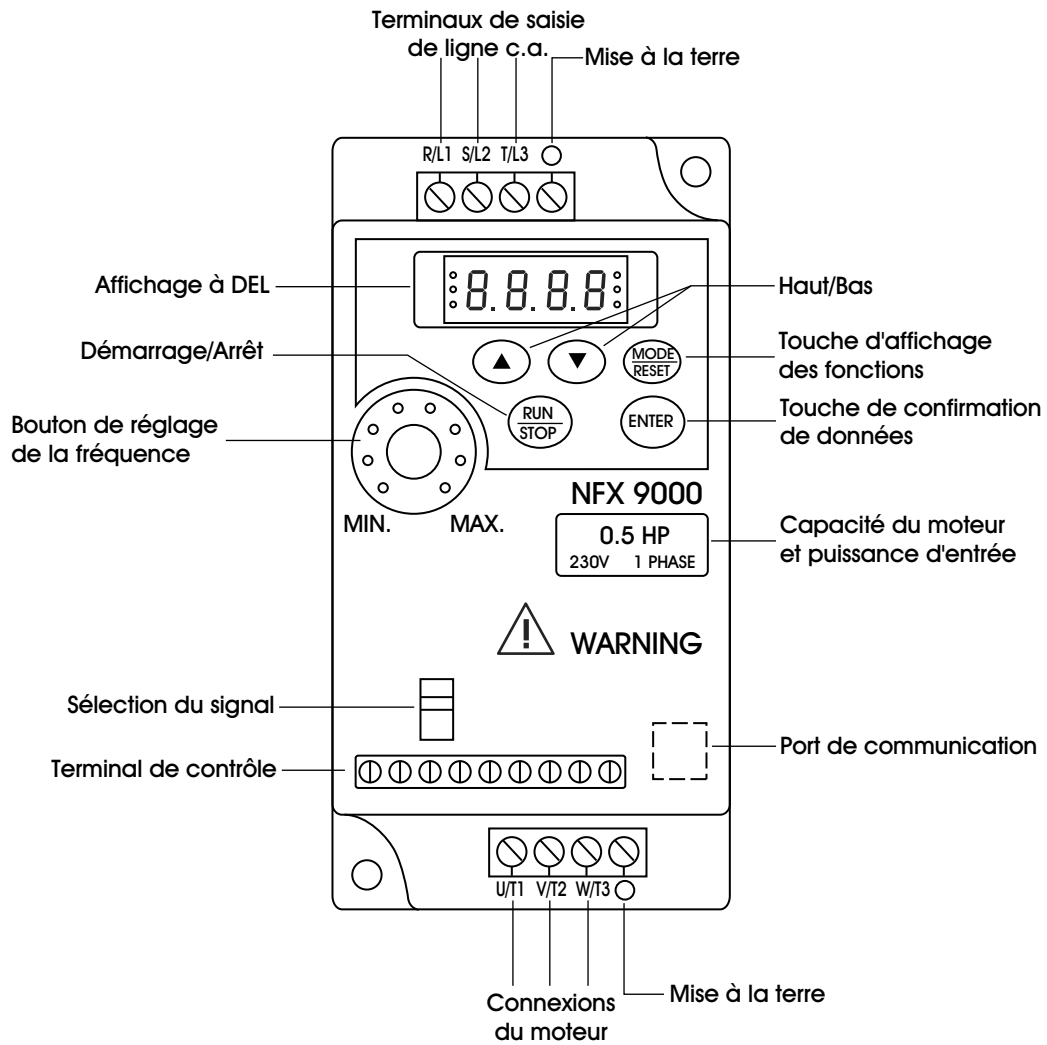 Terminaux de saisie
de ligne c.a.
Mise à la terre
R/L1 S/L2 T/L3
Affichage à DEL
8.8.8.8
Haut/Bas
Démarrage/Arrêt
MODE
RESET
Touche d'affichage
des fonctions
Bouton de réglage
de la fréquence
RUN
STOP
ENTER
Touche de confirmation
de données
MIN. MAX.
NFX 9000
0.5 HP
230V 1 PHASE
Capacité du moteur
et puissance d'entrée
WARNING
Sélection du signal
Port de communication
Terminal de contrôle
U/T1 V/T2 W/T3
Connexions
du moteur
Mise à la terre